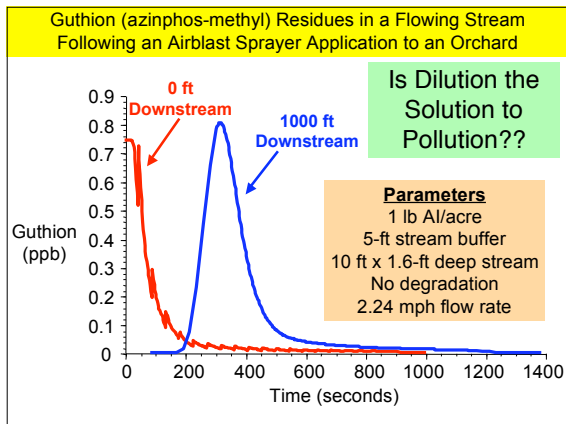 Guthion (azinphos-methyl) Residues in a Flowing Stream
Following an Airblast Sprayer Application to an Orchard
Is Dilution the
Solution to
Pollution??
0 ft
Downstream
1000 ft
Downstream
Parameters
1 lb AI/acre
5-ft stream buffer
10 ft x 1.6-ft deep stream
No degradation
2.24 mph flow rate
Guthion
(ppb)
0.9
0.8
0.7
0.6
0.5
0.4
0.3
0.2
0.1
0
0 200 400 600 800 1000 1200 1400
Time (seconds)